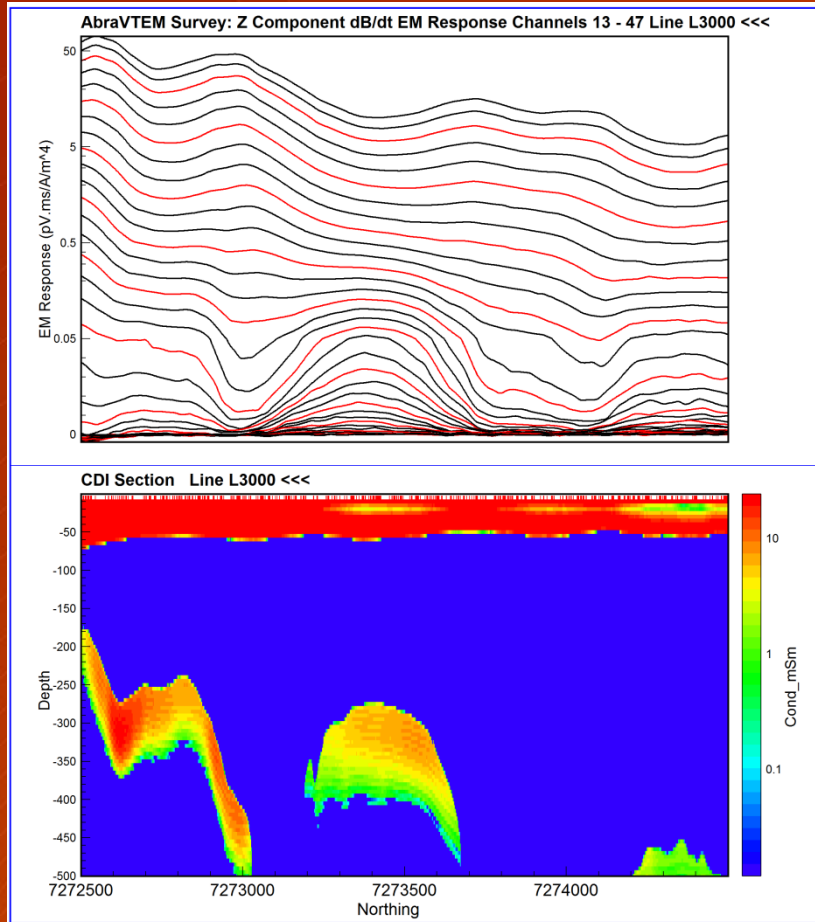 AbraVTEM Survey: Z Component dB/dt EM Response Channels 13 - 47 Line L3000 <<<
EM Response (pV.ms/A/m^4)
50
5
0.5
0.05
0
CDI Section Line L3000 <<<
Depth
-50
-100
-150
-200
-250
-300
-350
-400
-450
-500
7272500 7273000 7273500 7274000
Northing
10
1
0.1
Cond_mSm